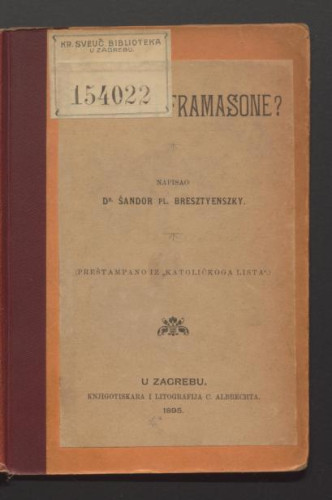 KR. SVEUČ. BIBLIOTEKA
U ZAGREBU.
154022
FRAMASONE?
NAPISAO
DR. ŠANDOR PL. BRESZTYENSZKY.
(PREŠTAMPANO IZ „KATOLIČKOGA LISTA“.)
U ZAGREBU.
KNJIGOTISKARA I LITOGRAFIJA C. ALBRECHTA.
1895.